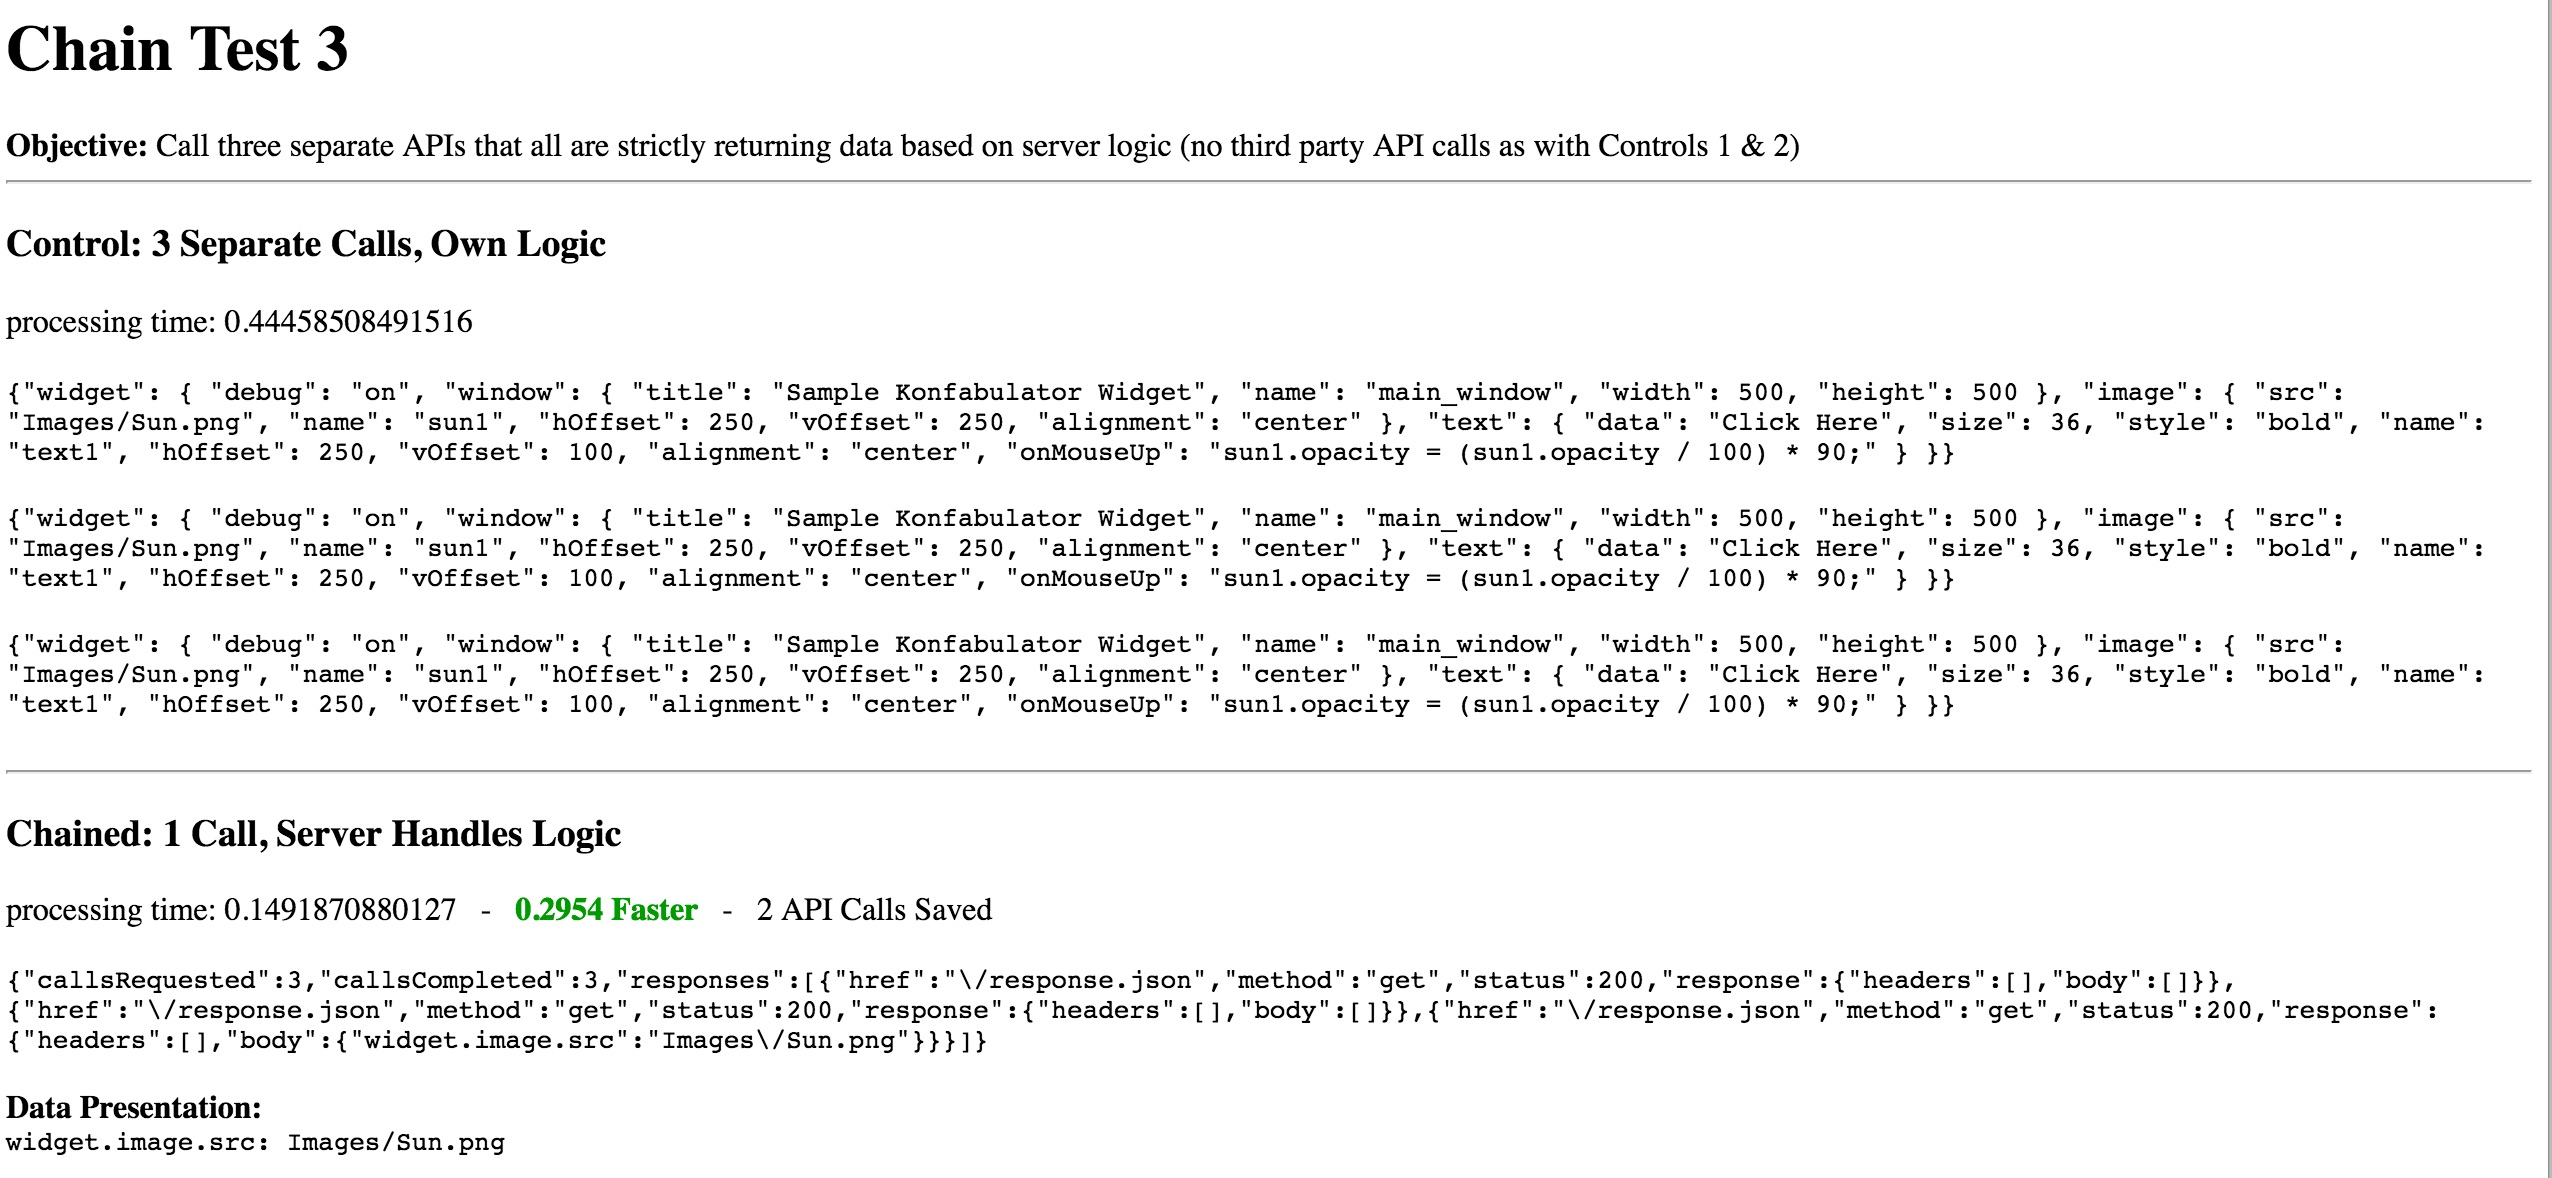 Chain Test 3
Objective: Call three separate APIs that all are strictly returning data based on server logic (no third party API calls as with Controls 1 & 2)
Control: 3 Separate Calls, Own Logic
processing time: 0.44458508491516
{"widget": { "debug": "on", "window": { "title": "Sample Konfabulator Widget", "name": "main_window", "width": 500, "height": 500 }, "image": { "src":
"Images/Sun.png", "name": "sun1", "hOffset": 250, "vOffset": 250, "alignment": "center" }, "text": { "data": "Click Here", "size": 36, "style": "bold", "name":
"text1", "hOffset": 250, "vOffset": 100, "alignment": "center", "onMouseUp": "sun1.opacity = (sun1.opacity / 100) * 90;" } }}
{"widget": { "debug": "on", "window": { "title": "Sample Konfabulator Widget", "name": "main_window", "width": 500, "height": 500 }, "image": { "src":
"Images/Sun.png", "name": "sun1", "hOffset": 250, "vOffset": 250, "alignment": "center" }, "text": { "data": "Click Here", "size": 36, "style": "bold", "name":
"text1", "hOffset": 250, "vOffset": 100, "alignment": "center", "onMouseUp": "sun1.opacity = (sun1.opacity / 100) * 90;" } }}
{"widget": { "debug": "on", "window": { "title": "Sample Konfabulator Widget", "name": "main_window", "width": 500, "height": 500 }, "image": { "src":
"Images/Sun.png", "name": "sun1", "hOffset": 250, "vOffset": 250, "alignment": "center" }, "text": { "data": "Click Here", "size": 36, "style": "bold", "name":
"text1", "hOffset": 250, "vOffset": 100, "alignment": "center", "onMouseUp": "sun1.opacity = (sun1.opacity / 100) * 90;" } }}
Chained: 1 Call, Server Handles Logic
processing time: 0.1491870880127 - 0.2954 Faster - 2 API Calls Saved
{"callsRequested":3,"callsCompleted":3,"responses":[{"href":"\/response.json","method":"get","status":200,"response":{"headers":[],"body":[]}},
{"href":"\/response.json","method":"get","status":200,"response":{"headers":[],"body":[]}},{"href":"\/response.json","method":"get","status":200,"response":
{"headers":[],"body":{"widget.image.src":"Images\/Sun.png"}}}]}
Data Presentation:
widget.image.src: Images/Sun.png